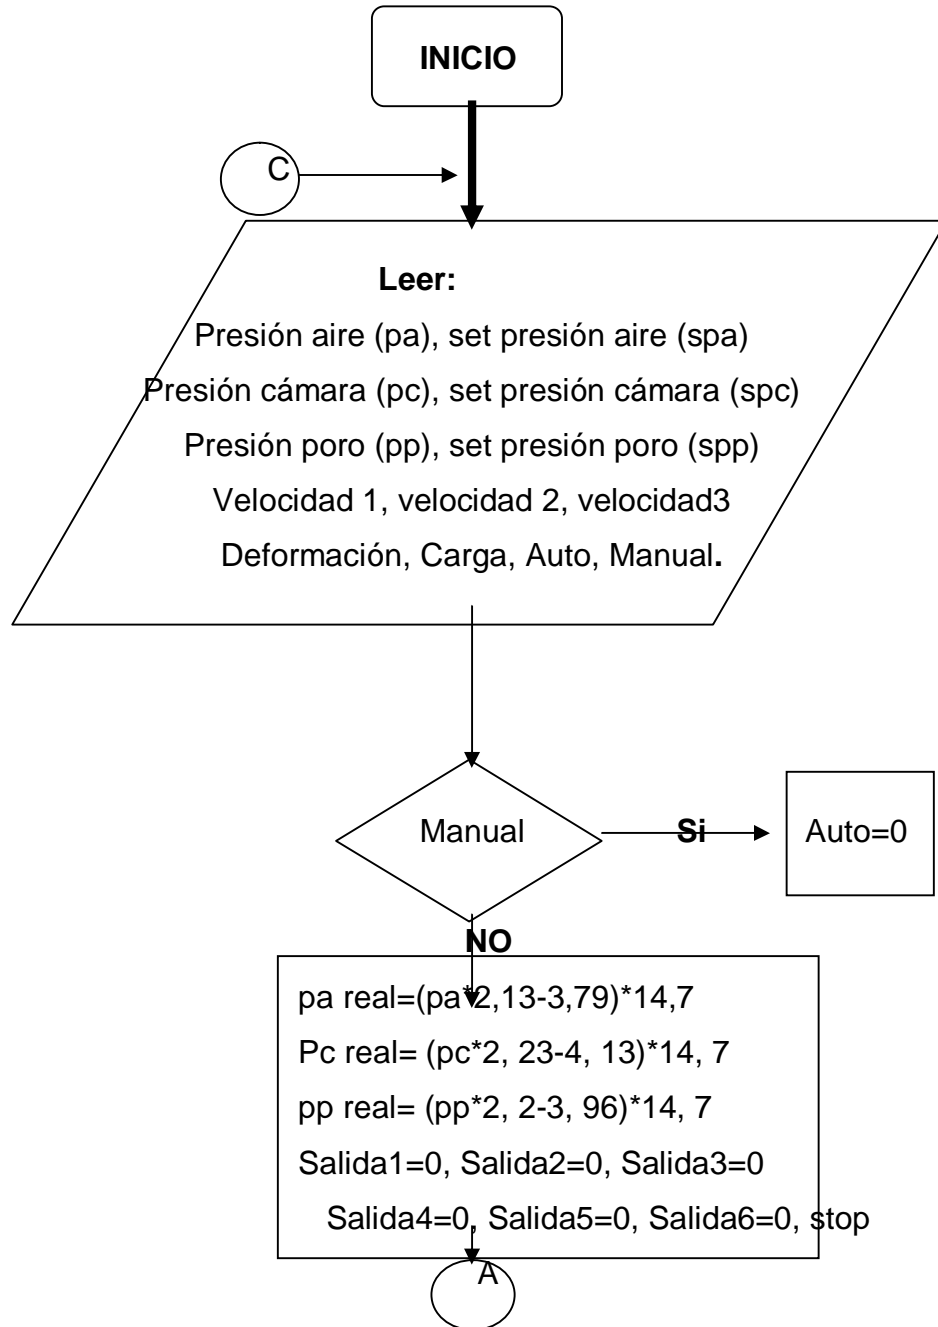 INICIO
C
Leer:
Presión aire (pa), set presión aire (spa)
Presión cámara (pc), set presión cámara (spc)
Presión poro (pp), set presión poro (spp)
Velocidad 1, velocidad 2, velocidad3
Deformación, Carga, Auto, Manual.
Manual
Si
Auto=0
NO
pa real=(pa*2,13-3,79)*14,7
Pc real= (pc*2, 23-4, 13)*14, 7
pp real= (pp*2, 2-3, 96)*14, 7
Salida1=0, Salida2=0, Salida3=0
Salida4=0, Salida5=0, Salida6=0, stop
A